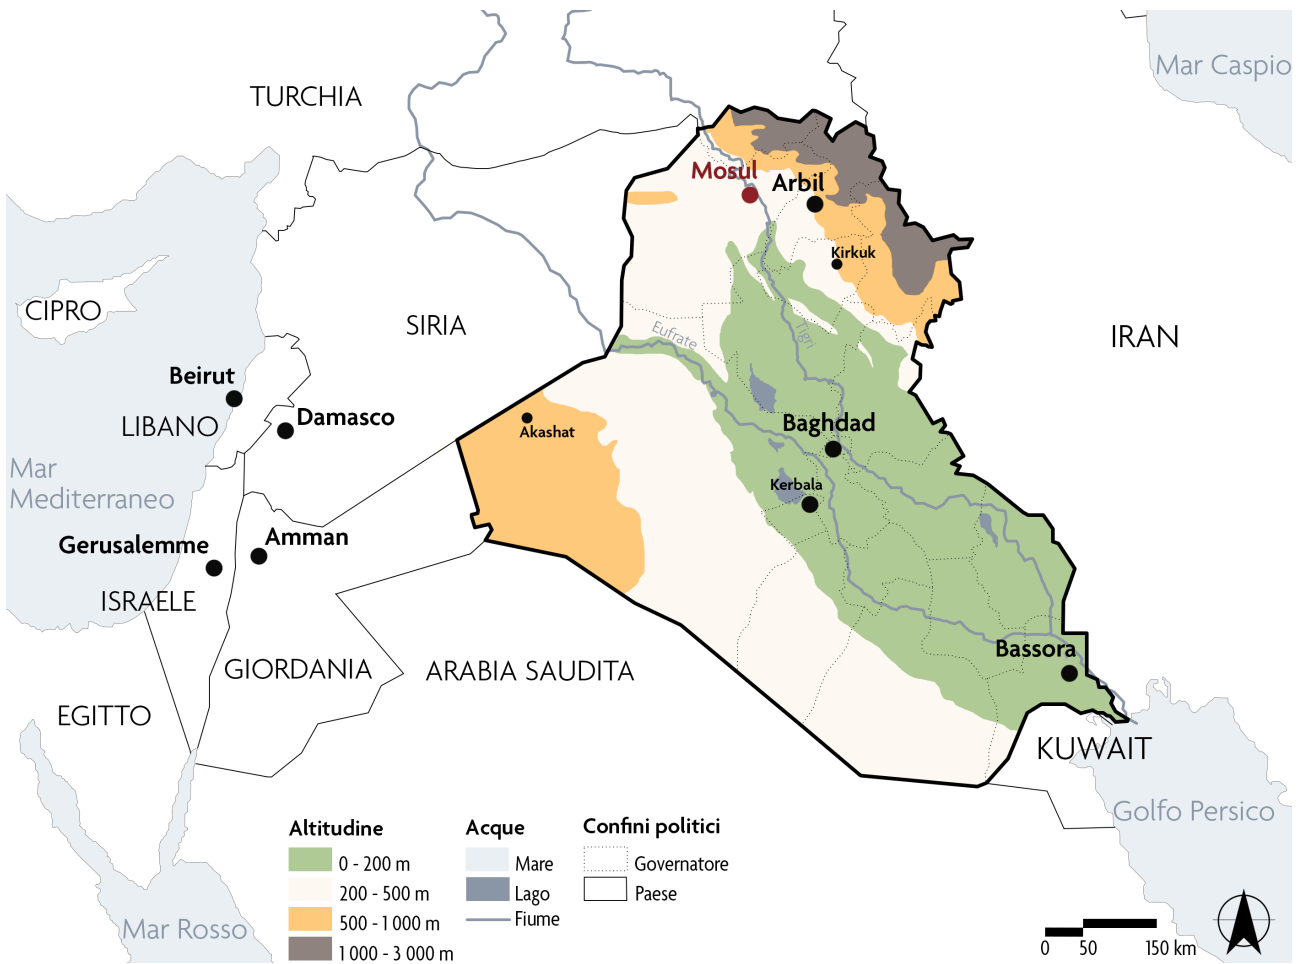 Mar Caspio
TURCHIA
Mosul
Arbil
Kirkuk
CIPRO
SIRIA
Eufrate
Tigri
IRAN
Beirut
LIBANO
Damasco
Akashat
Baghdad
Mar
Mediterraneo
Kerbala
Gerusalemme
Amman
ISRAELE
GIORDANIA
ARABIA SAUDITA
Bassora
EGITTO
KUWAIT
Golfo Persico
Mar Rosso
Altitudine
0 - 200 m
200 - 500 m
500 - 1 000 m
1 000 - 3 000 m
Acque
Mare
Lago
Fiume
Confini politici
Governatore
Paese
0 50 150 km